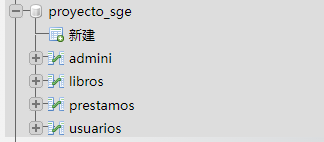 proyecto_sge
新建
admini
libros
prestamos
usuarios